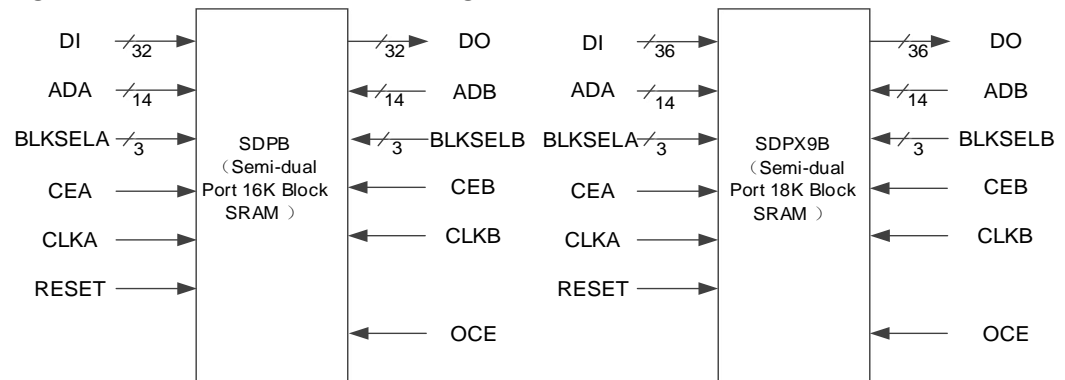 DI 32 32 DO DI 36 36 DO
ADA 14 14 ADB ADA 14 14 ADB
BLKSELA 3 3 BLKSELB BLKSELA 3 3 BLKSELB
SDPB
（Semi-dual
Port 16K Block
SRAM ）
SDPX9B
（Semi-dual
Port 18K Block
SRAM ）
CEA CEB CEA CEB
CLKA CLKB CLKA CLKB
RESET RESET
OCE OCE